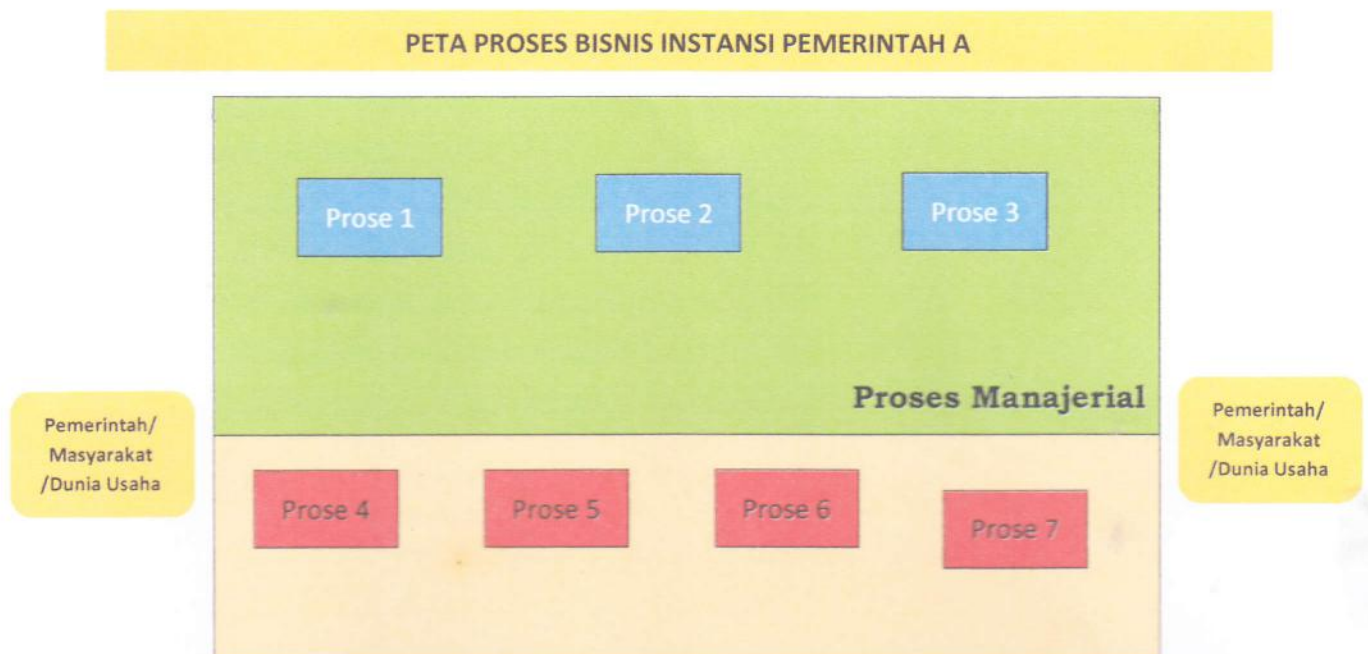 PETA PROSES BISNIS INSTANSI PEMERINTAH A
Prose 1
Prose 2
Prose 3
Proses Manajerial
Pemerintah/
Masyarakat
/Dunia Usaha
Pemerintah/
Masyarakat
/Dunia Usaha
Prose 4
Prose 5
Prose 6
Prose 7